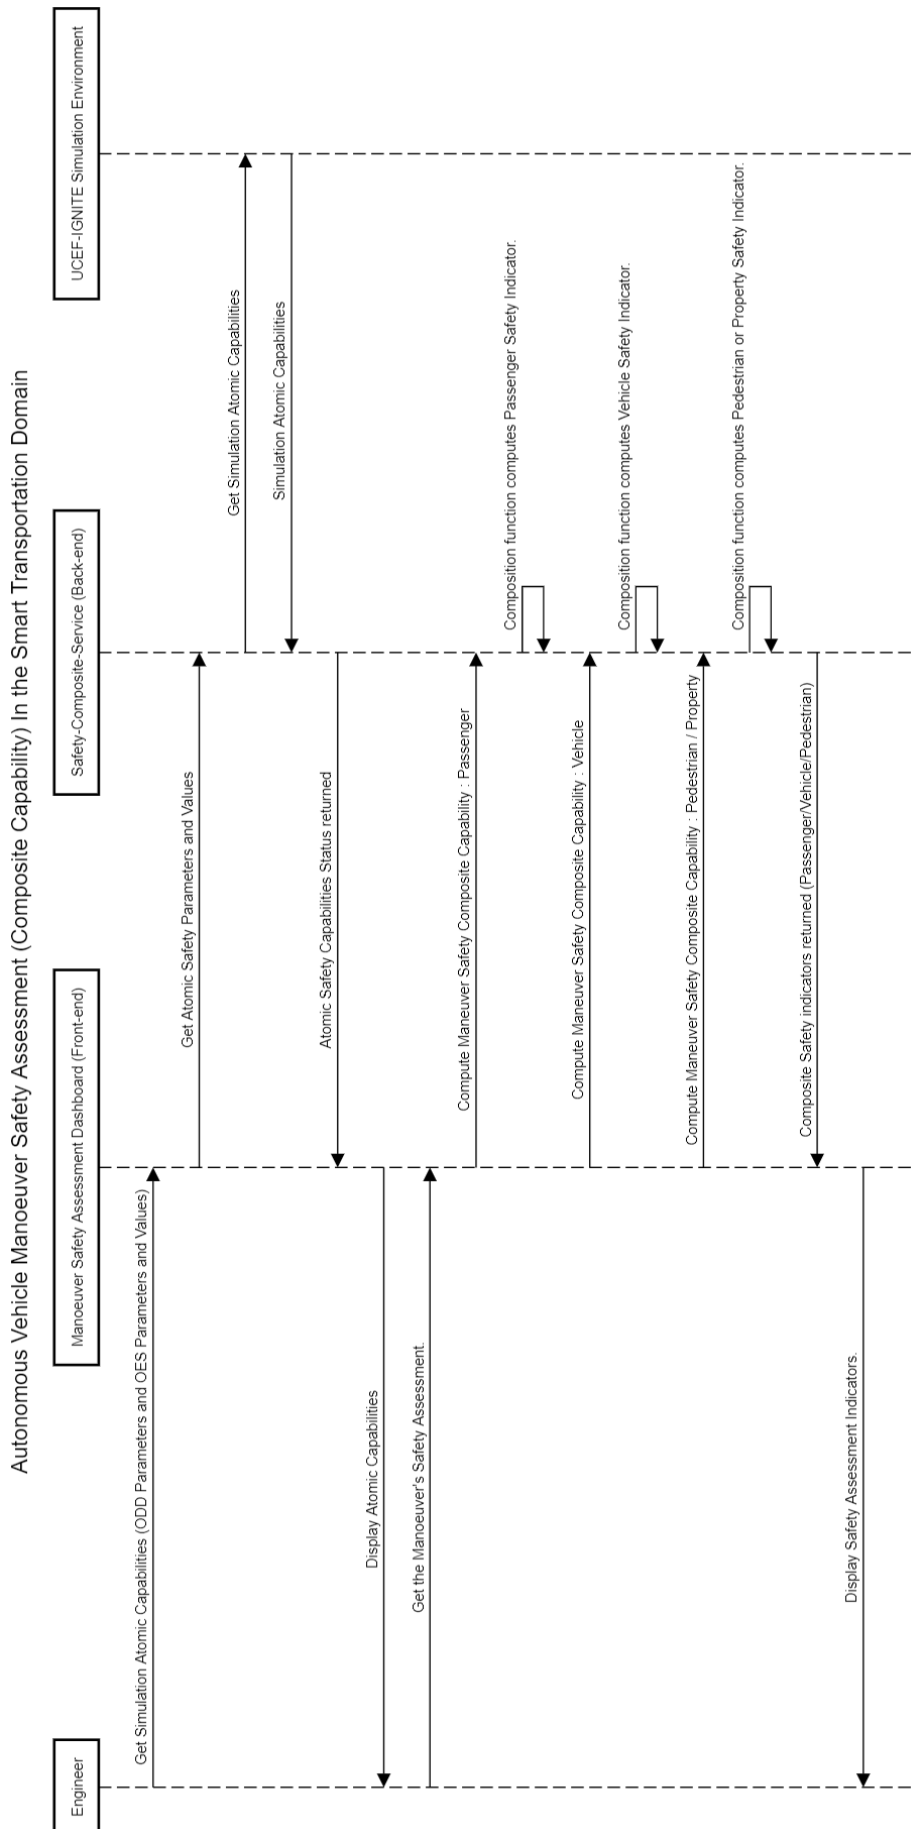 Autonomous Vehicle Manoeuver Safety Assessment (Composite Capability) In the Smart Transportation Domain
Engineer
Manoeuver Safety Assessment Dashboard (Front-end)
Safety-Composite-Service (Back-end)
UCEF-IGNITE Simulation Environment
Get Simulation Atomic Capabilities (ODD Parameters and OES Parameters and Values)
Get Atomic Safety Parameters and Values
Get Simulation Atomic Capabilities
Simulation Atomic Capabilities
Atomic Safety Capabilities Status returned
Display Atomic Capabilities
Get the Manoeuver's Safety Assessment.
Compute Maneuver Safety Composite Capability : Passenger
Composition function computes Passenger Safety Indicator.
Compute Maneuver Safety Composite Capability : Vehicle
Composition function computes Vehicle Safety Indicator.
Compute Maneuver Safety Composite Capability : Pedestrian / Property
Composition function computes Pedestrian or Property Safety Indicator.
Composite Safety indicators returned (Passenger/Vehicle/Pedestrian)
Display Safety Assessment Indicators.